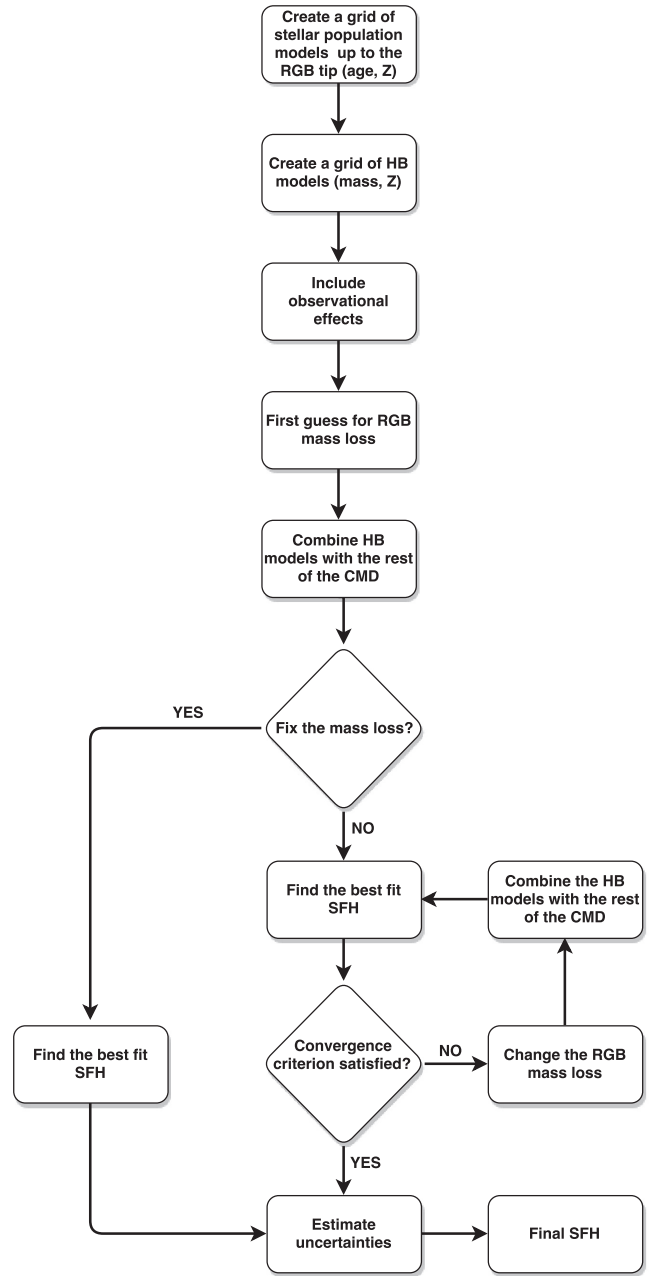 Create a grid of
stellar population
models up to the
RGB tip (age, Z)
Create a grid of HB
models (mass, Z)
Include
observational
effects
First guess for RGB
mass loss
Combine HB
models with the rest
of the CMD
Fix the mass loss?
YES
NO
Find the best fit
SFH
Combine the HB
models with the rest
of the CMD
Convergence
criterion satisfied?
NO
Change the RGB
mass loss
Find the best fit
SFH
YES
Estimate
uncertainties
Final SFH